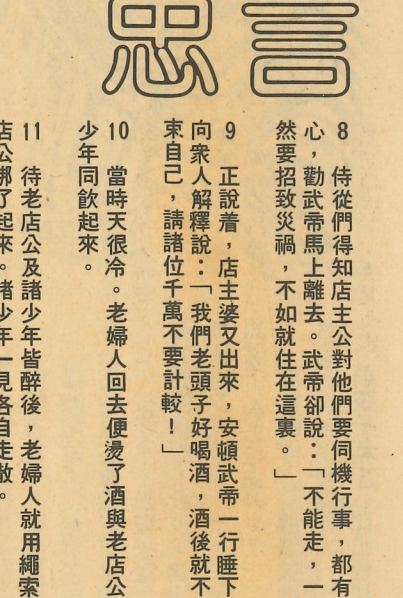 忠言
8 侍從們得知店主公對他們要伺機行事，都有
心，勸武帝馬上離去。武帝卻說：「不能走，一
然要招致災禍，不如就住在這裏。」
9 正說着，店主婆又出來，安頓武帝一行睡下
向衆人解釋說：「我們老頭子好喝酒，酒後就不
束自己，請諸位千萬不要計較！」
10 當時天很冷。老婦人回去便燙了酒與老店公
少年同飲起來。
11 待老店公及諸少年皆醉後，老婦人就用繩索
店公綁了起來。諸少年一見各自走散。